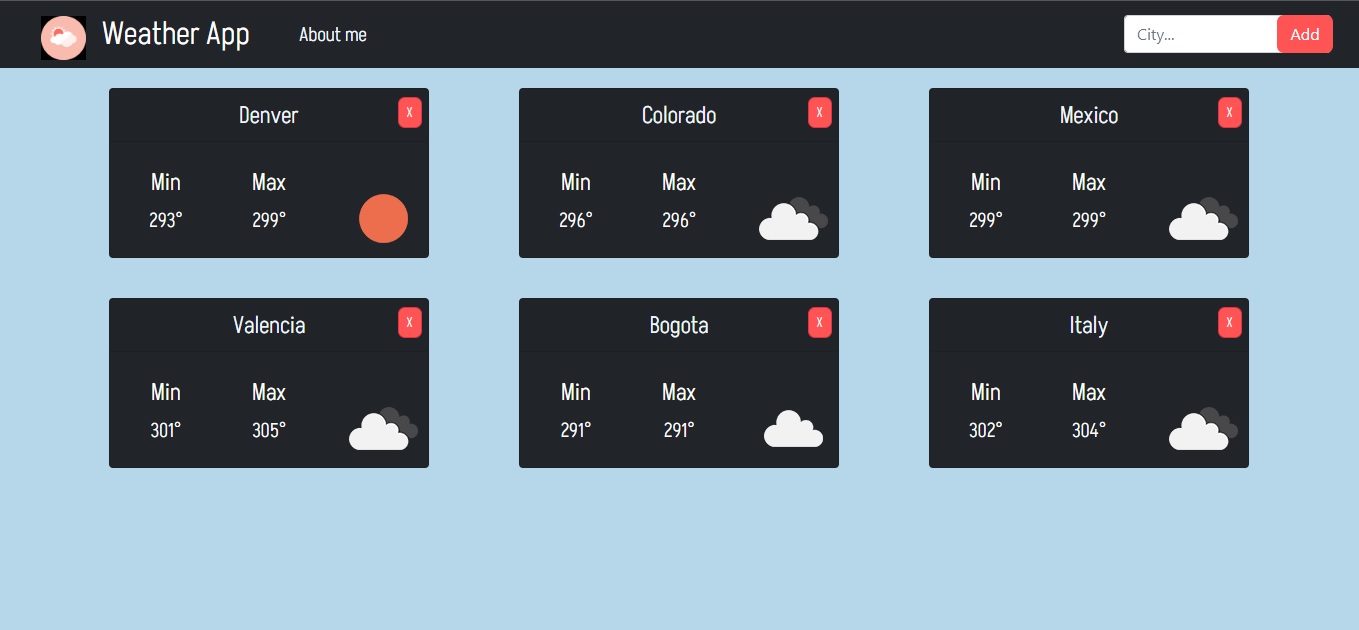 Weather App About me City... Add
Denver X Colorado X Mexico X
Min Max Min Max Min Max
293° 299° 296° 296° 299° 299°
Valencia X Bogota X Italy X
Min Max Min Max Min Max
301° 305° 291° 291° 302° 304°